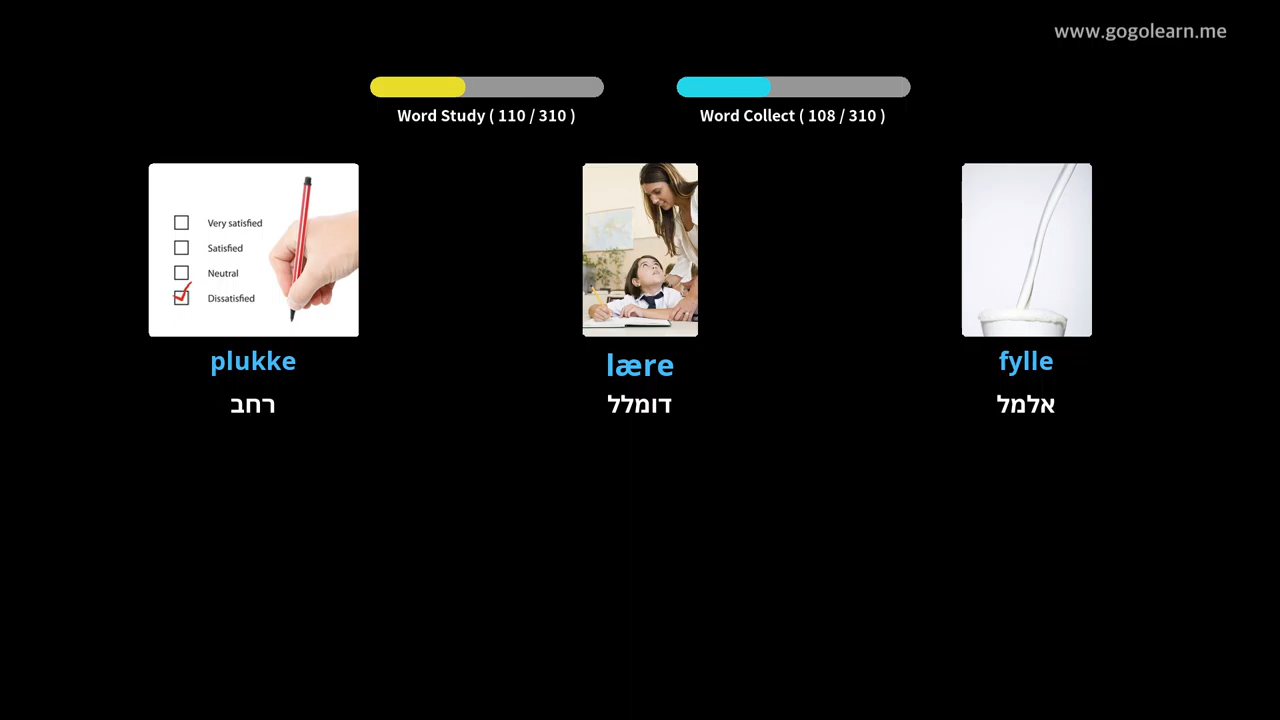 www.gogolearn.me
Word Study ( 110 / 310 )
Word Collect ( 108 / 310 )
Very satisfied
Satisfied
Neutral
Dissatisfied
plukke
רחב
lære
דומלל
fylle
אלמל